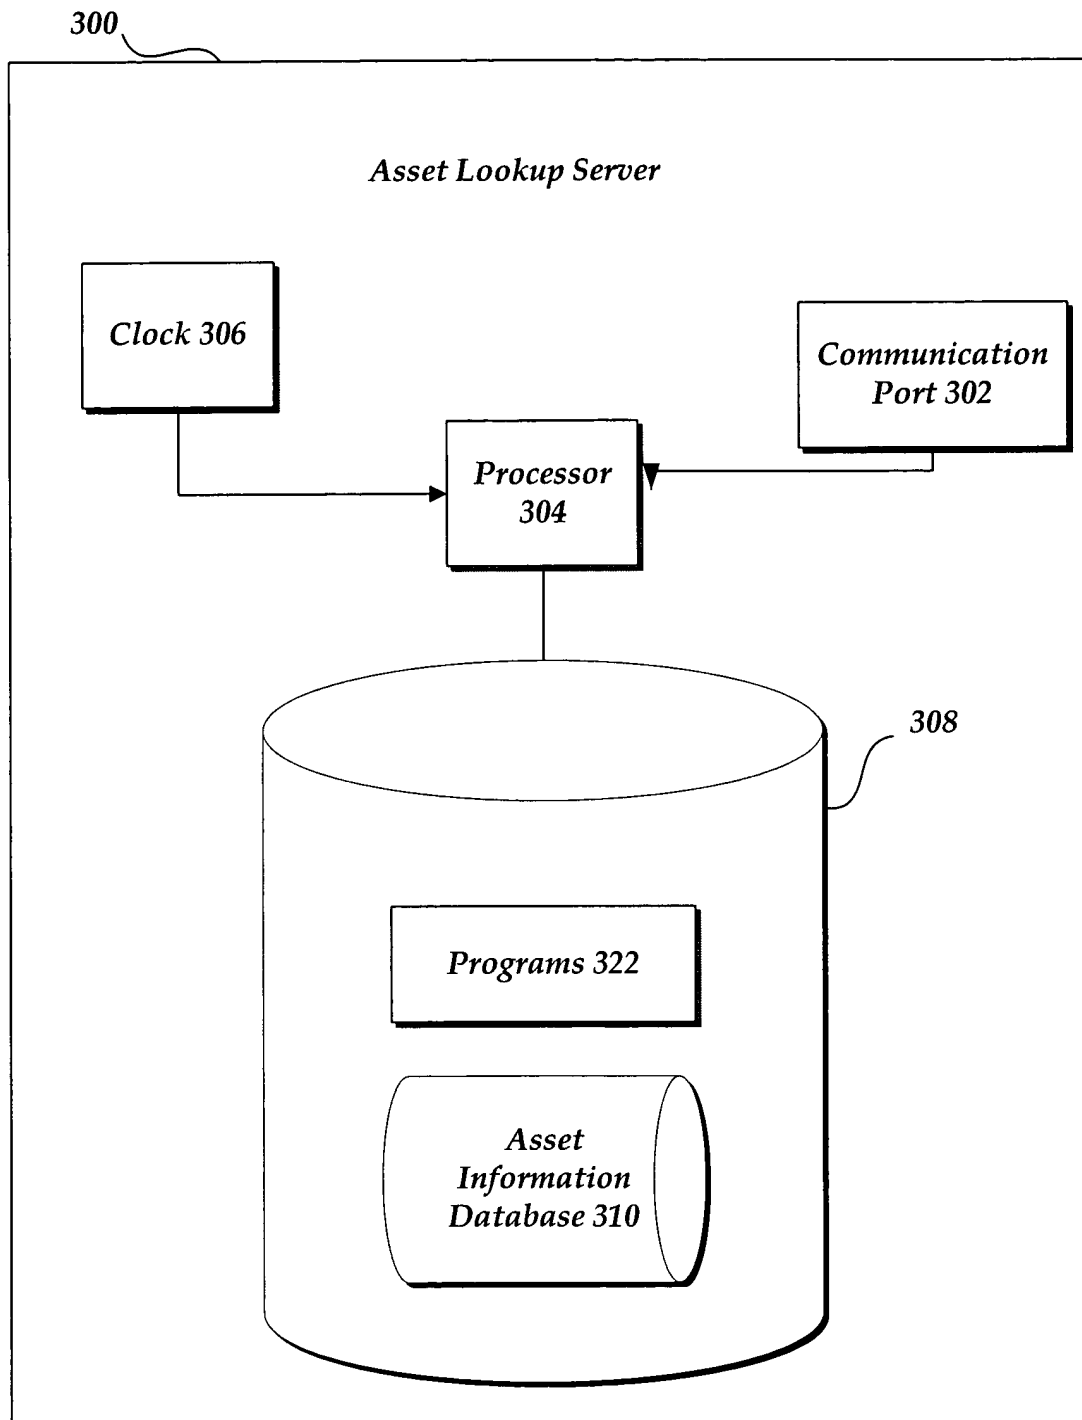 300
Asset Lookup Server
Clock 306
Communication
Port 302
Processor
304
308
Programs 322
Asset
Information
Database 310